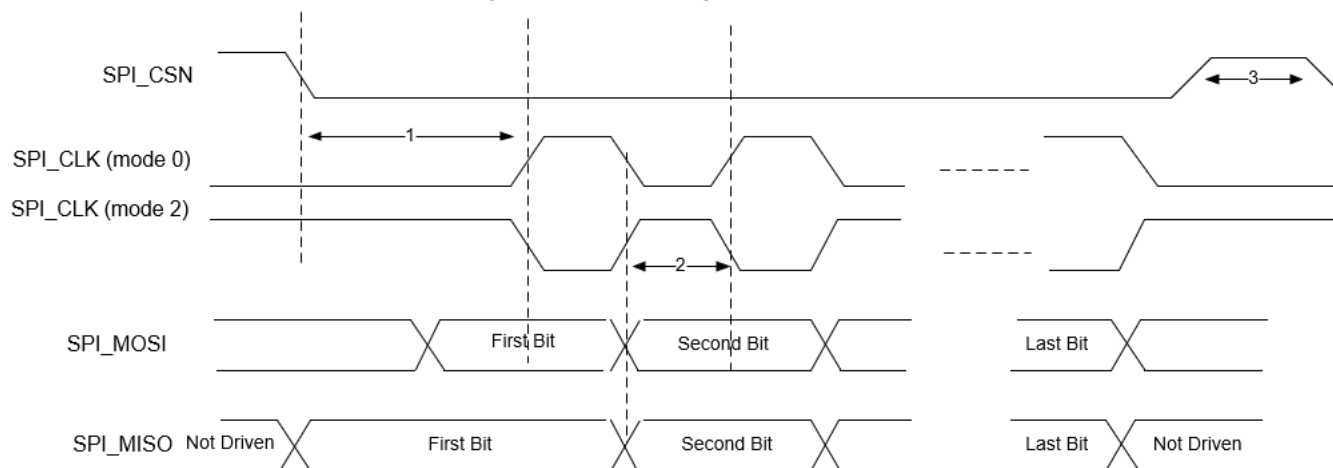 SPI_CSN
3
1
SPI_CLK (mode 0)
SPI_CLK (mode 2)
2
SPI_MOSI First Bit Second Bit Last Bit
SPI_MISO Not Driven First Bit Second Bit Last Bit Not Driven